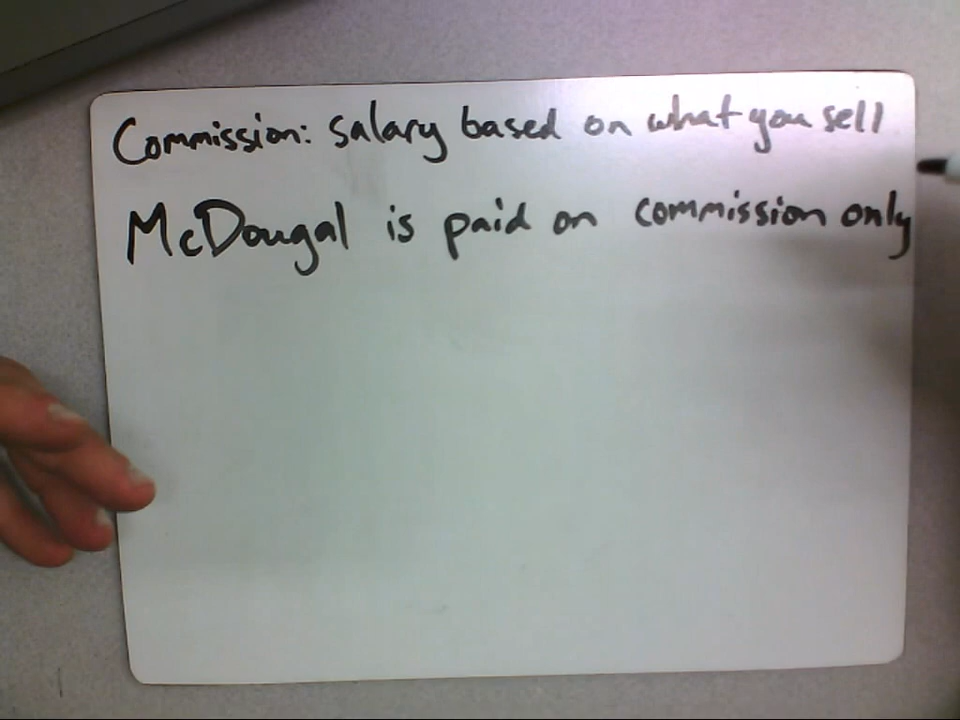 Commission: salary based on what you sell
McDougal is paid on commission only